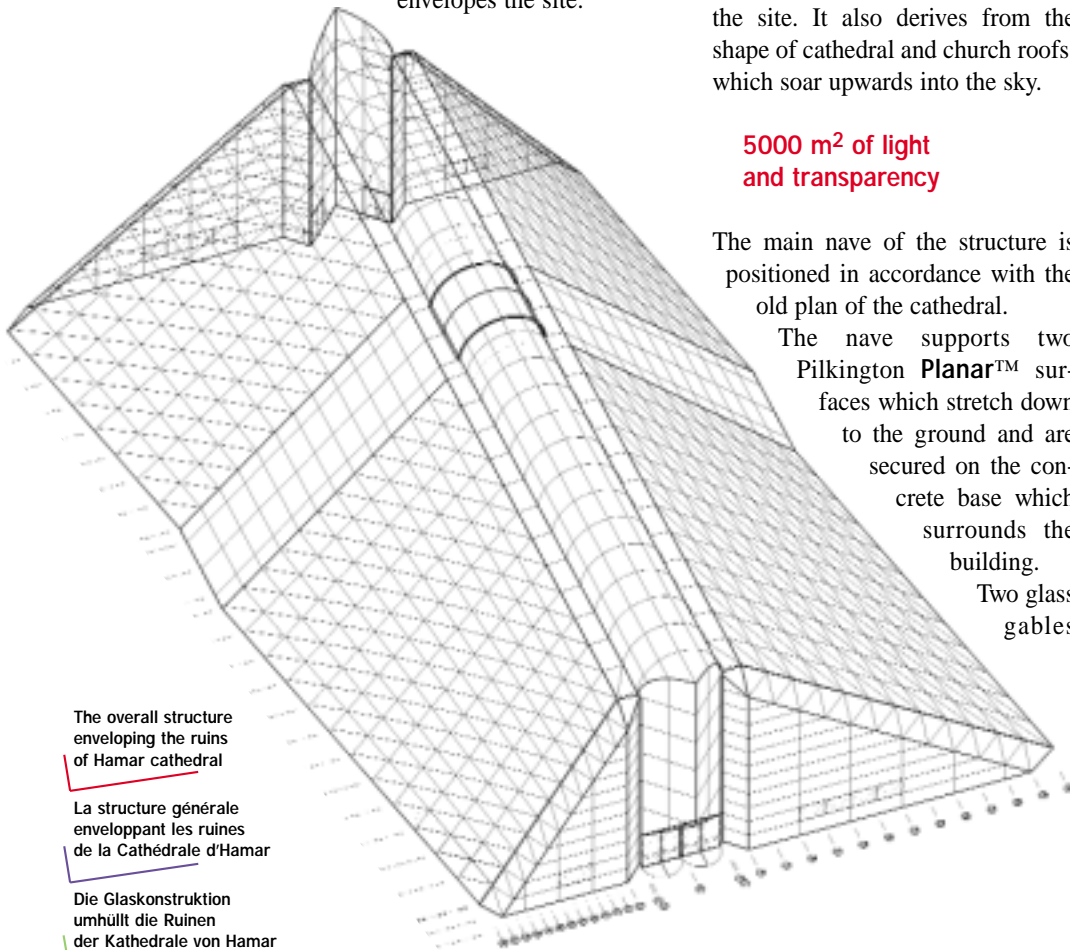 envelopes the site.
the site. It also derives from the
shape of cathedral and church roofs
which soar upwards into the sky.
5000 m² of light
and transparency
The main nave of the structure is
positioned in accordance with the
old plan of the cathedral.
The nave supports two
Pilkington Planar™ sur-
faces which stretch down
to the ground and are
secured on the con-
crete base which
surrounds the
building.
Two glass
gables
The overall structure
enveloping the ruins
of Hamar cathedral
La structure générale
enveloppant les ruines
de la Cathédrale d'Hamar
Die Glaskonstruktion
umhüllt die Ruinen
der Kathedrale von Hamar